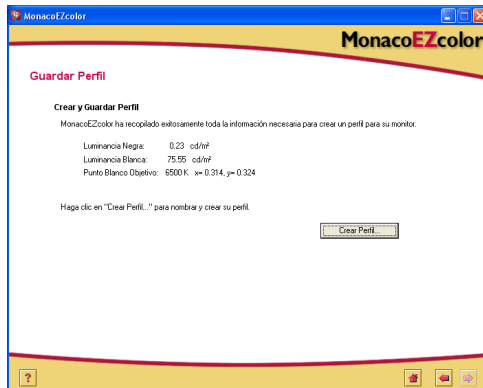 MonacoEZcolor
MonacoEZcolor
Guardar Perfil
Crear y Guardar Perfil
MonacoEZcolor ha recopilado exitosamente toda la información necesaria para crear un perfil para su monitor.
Luminancia Negra: 0.23 cd/m²
Luminancia Blanca: 75.55 cd/m²
Punto Blanco Objetivo: 6500 K x= 0.314, y= 0.324
Haga clic en "Crear Perfil..." para nombrar y crear su perfil.
Crear Perfil...
?